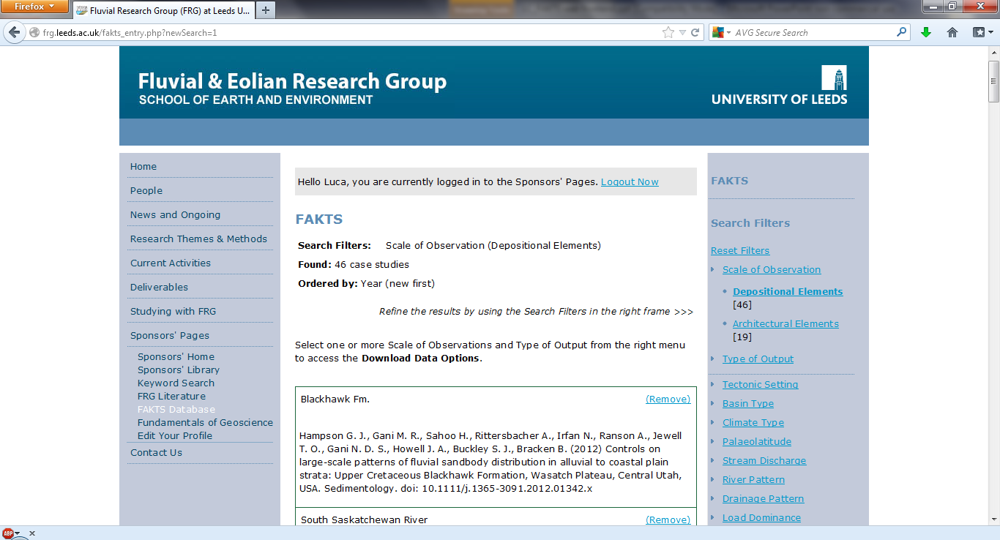 Firefox
Fluvial Research Group (FRG) at Leeds U...
frg.leeds.ac.uk/fakts_entry.php?newSearch=1
AVG Secure Search
Fluvial & Eolian Research Group
SCHOOL OF EARTH AND ENVIRONMENT
UNIVERSITY OF LEEDS
Home
People
News and Ongoing
Research Themes & Methods
Current Activities
Deliverables
Studying with FRG
Sponsors' Pages
Sponsors' Home
Sponsors' Library
Keyword Search
FRG Literature
FAKTS Database
Fundamentals of Geoscience
Edit Your Profile
Contact Us
Hello Luca, you are currently logged in to the Sponsors' Pages. Logout Now
FAKTS
Search Filters: Scale of Observation (Depositional Elements)
Found: 46 case studies
Ordered by: Year (new first)
Refine the results by using the Search Filters in the right frame >>>
Select one or more Scale of Observations and Type of Output from the right menu
to access the Download Data Options.
Blackhawk Fm. (Remove)
Hampson G. J., Gani M. R., Sahoo H., Rittersbacher A., Irfan N., Ranson A., Jewell
T. O., Gani N. D. S., Howell J. A., Buckley S. J., Bracken B. (2012) Controls on
large-scale patterns of fluvial sandbody distribution in alluvial to coastal plain
strata: Upper Cretaceous Blackhawk Formation, Wasatch Plateau, Central Utah,
USA. Sedimentology. doi: 10.1111/j.1365-3091.2012.01342.x
South Saskatchewan River (Remove)
FAKTS
Search Filters
Reset Filters
Scale of Observation
Depositional Elements
[46]
Architectural Elements
[19]
Type of Output
Tectonic Setting
Basin Type
Climate Type
Palaeolatitude
Stream Discharge
River Pattern
Drainage Pattern
Load Dominance
ABP